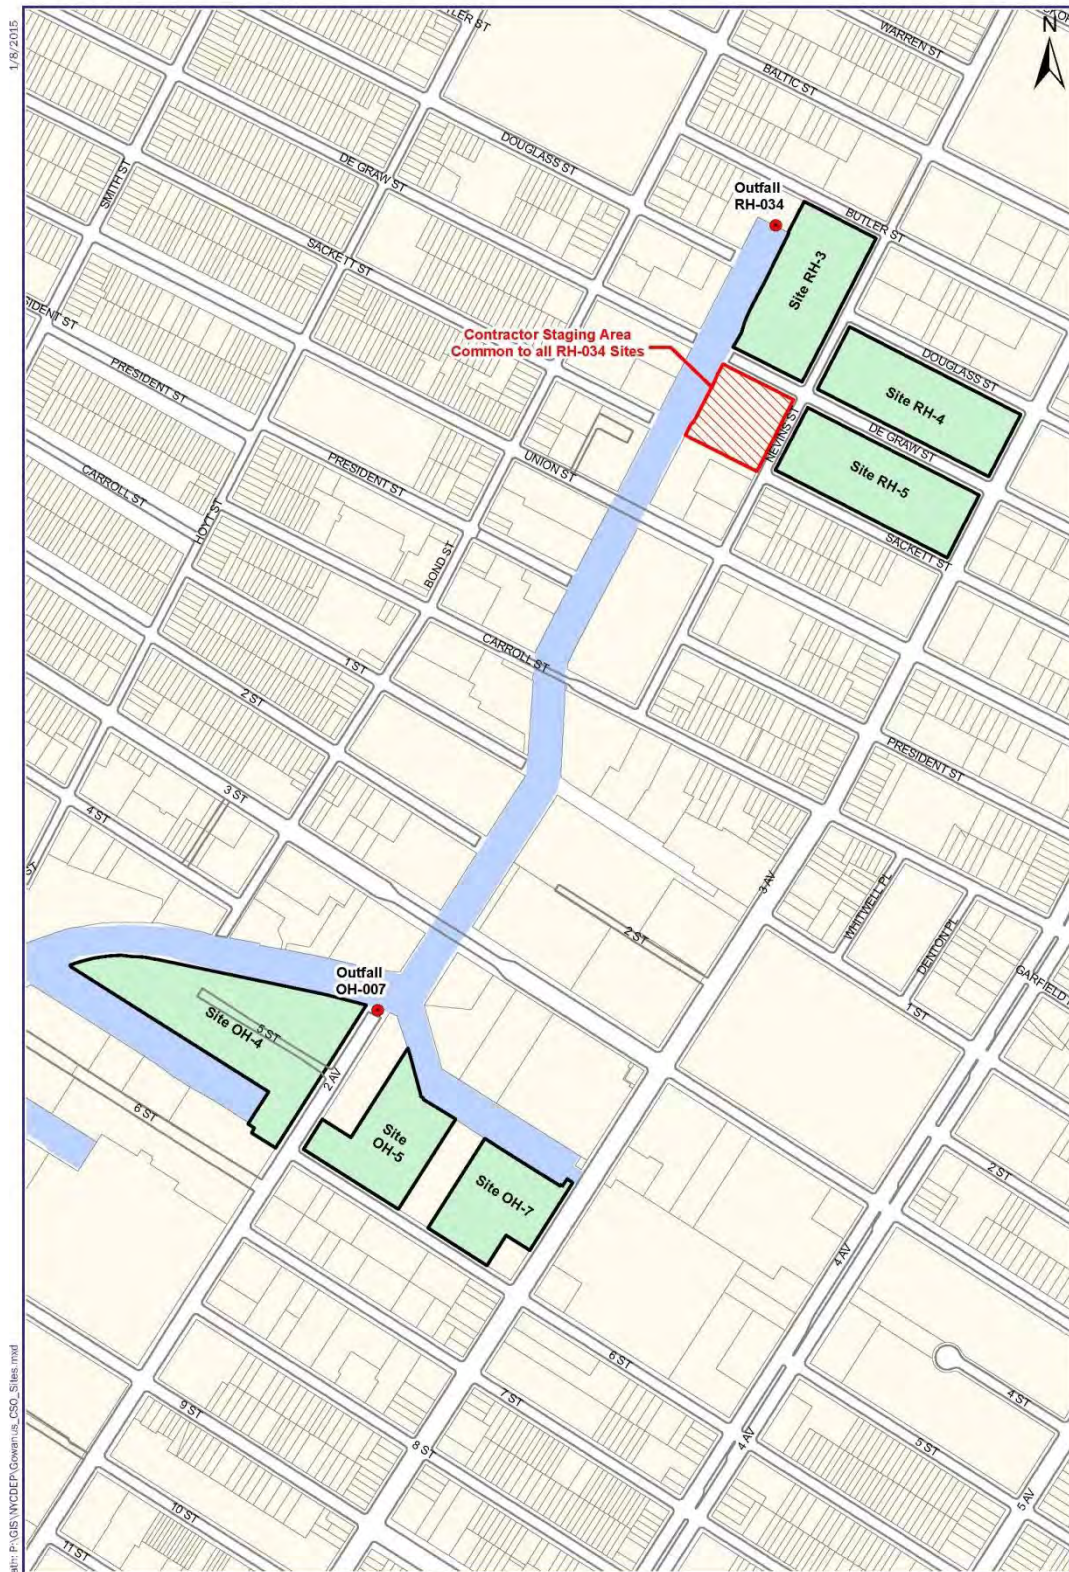 1/8/2015
TLER ST
WARREN ST
N
BALTIC ST
DOUGLASS ST
DE GRAW ST
SMITH ST
Outfall
RH-034
BUTLER ST
SACKETT ST
Site RH-3
SIDENT ST
Contractor Staging Area
Common to all RH-034 Sites
PRESIDENT ST
DOUGLASS ST
Site RH-4
NEVINS ST
DE GRAW ST
Site RH-5
UNION ST
PRESIDENT ST
CARROLL ST
HOYT ST
BOND ST
SACKETT ST
CARROLL ST
1 ST
2 ST
PRESIDENT ST
3 ST
4 ST
3 AV
WHITWELL PL
2 ST
DENTON PL
GARFIELD
ST
Outfall
OH-007
Site OH-4
5 ST
1 ST
2 AV
6 ST
Site
OH-5
Site OH-7
2 ST
4 AV
6 ST
4 ST
7 ST
9 ST
8 ST
4 AV
5 ST
5 AV
10 ST
11 ST
ath: P:\GIS\NYCDEP\Gowanus_CSO_Sites.mxd